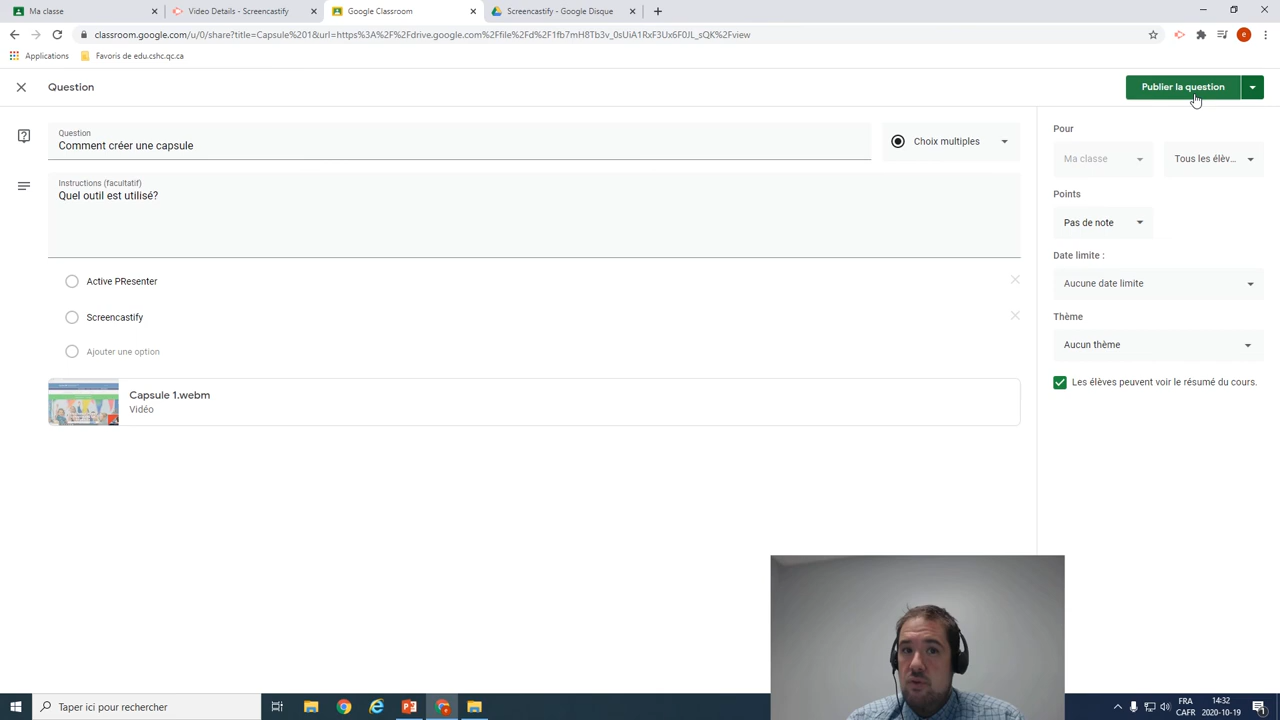 Ma classe
Video Details - Screencastify
Google Classroom
Screencastify - Google Disque
classroom.google.com/u/0/share?title=Capsule%201&url=https%3A%2F%2Fdrive.google.com%2Ffile%2Fd%2F1fb7mH8Tb3v_0sUiA1RxF3Ux6F0JL_sQK%2Fview
e
Applications
Favoris de edu.cshc.qc.ca
Question
Publier la question
Question
Comment créer une capsule
Choix multiples
Instructions (facultatif)
Quel outil est utilisé?
Active PResenter
Screencastify
Ajouter une option
Capsule 1.webm
Vidéo
Pour
Ma classe
Tous les élèv...
Points
Pas de note
Date limite :
Aucune date limite
Thème
Aucun thème
Les élèves peuvent voir le résumé du cours.
Taper ici pour rechercher
FRA
CAFR
14:32
2020-10-19